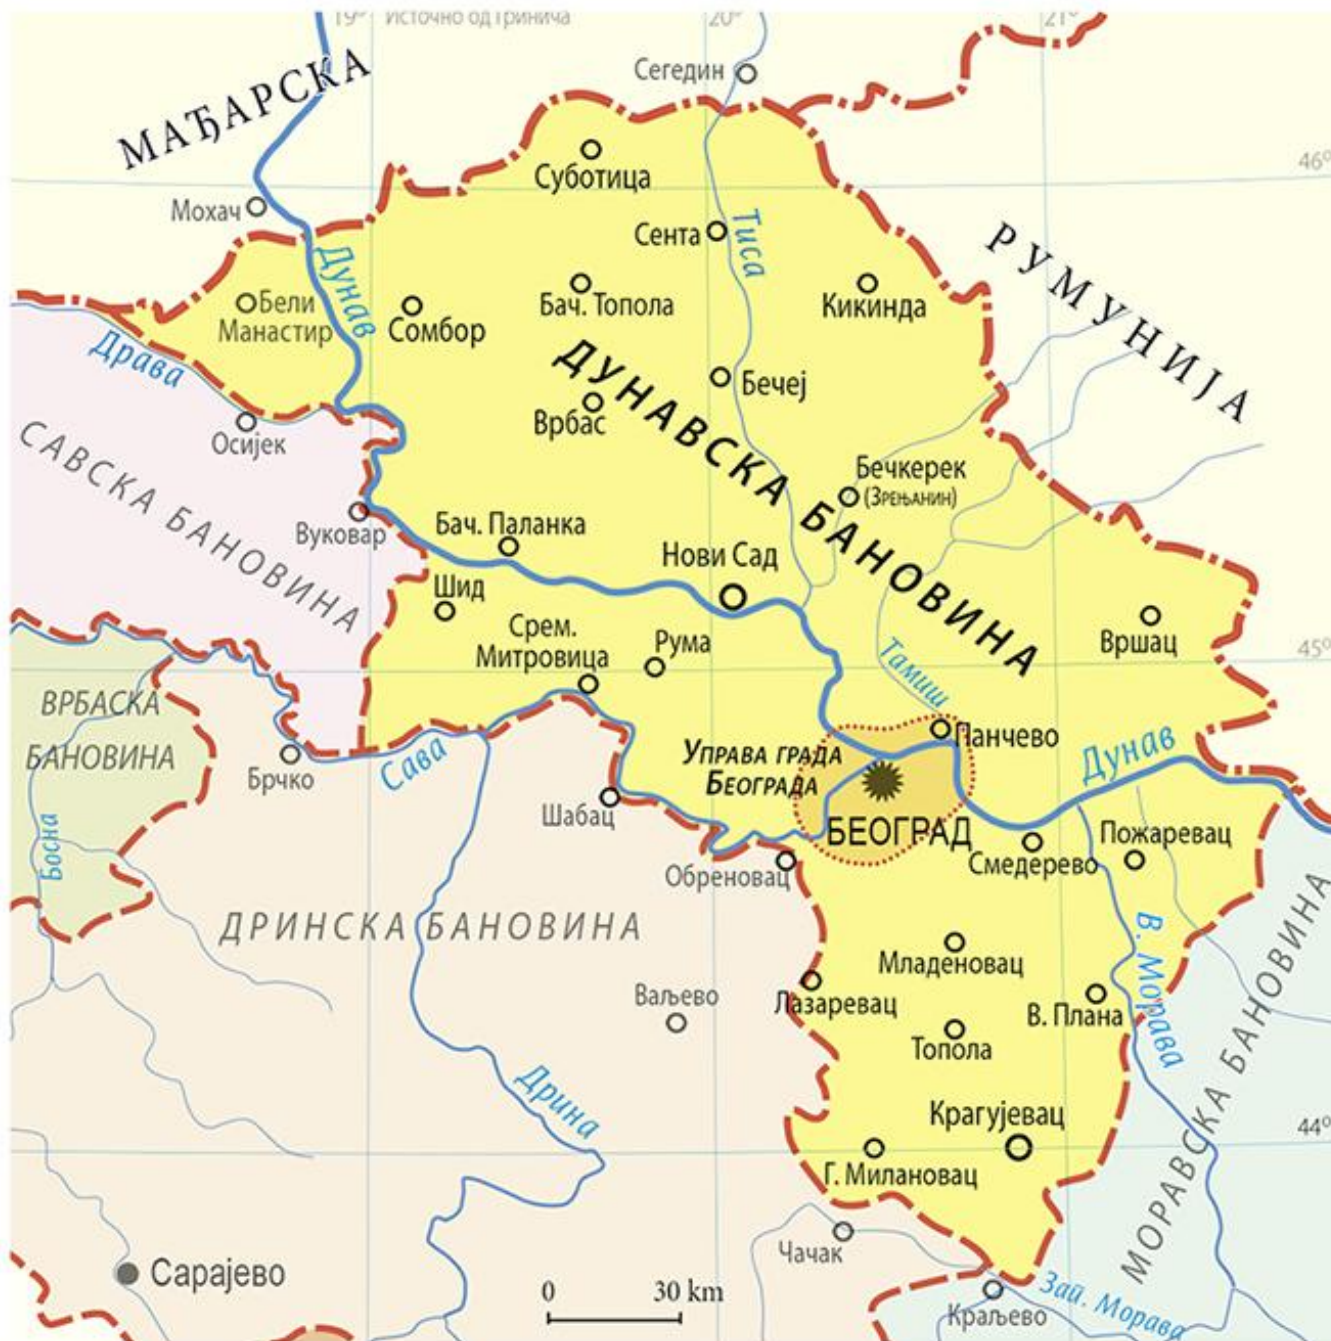 19° Источно од Гринича
20°
21°
МАЂАРСКА
Сегедин
46°
Суботица
Мохач
Сента
Тиса
РУМУНИЈА
Дунав
Бели
Манастир
Сомбор
Бач. Топола
Кикинда
Драва
ДУНАВСКА БАНОВИНА
Бечеј
Врбас
Осијек
САВСКА БАНОВИНА
Бечкерек
(Зрењанин)
Вуковар
Бач. Паланка
Нови Сад
Шид
Срем.
Митровица
Рума
Вршац
45°
Тамиш
ВРБАСКА
БАНОВИНА
Панчево
Дунав
Управа града
Београда
Брчко
Сава
Шабац
БЕОГРАД
Босна
Смедерево
Пожаревац
Обреновац
ДРИНСКА БАНОВИНА
Младеновац
В. Морава
МОРАВСКА БАНОВИНА
Лазаревац
Ваљево
В. Плана
Топола
Дрина
Крагујевац
44°
Г. Милановац
Чачак
Сарајево
0 30 km
Краљево
Зап. Морава